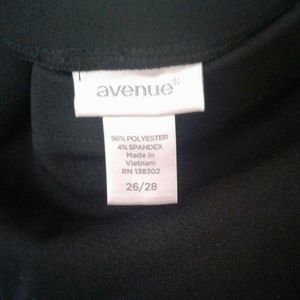 avenue
96% POLYESTER
4% SPANDEX
Made in
Vietnam
RN 138302
26/28